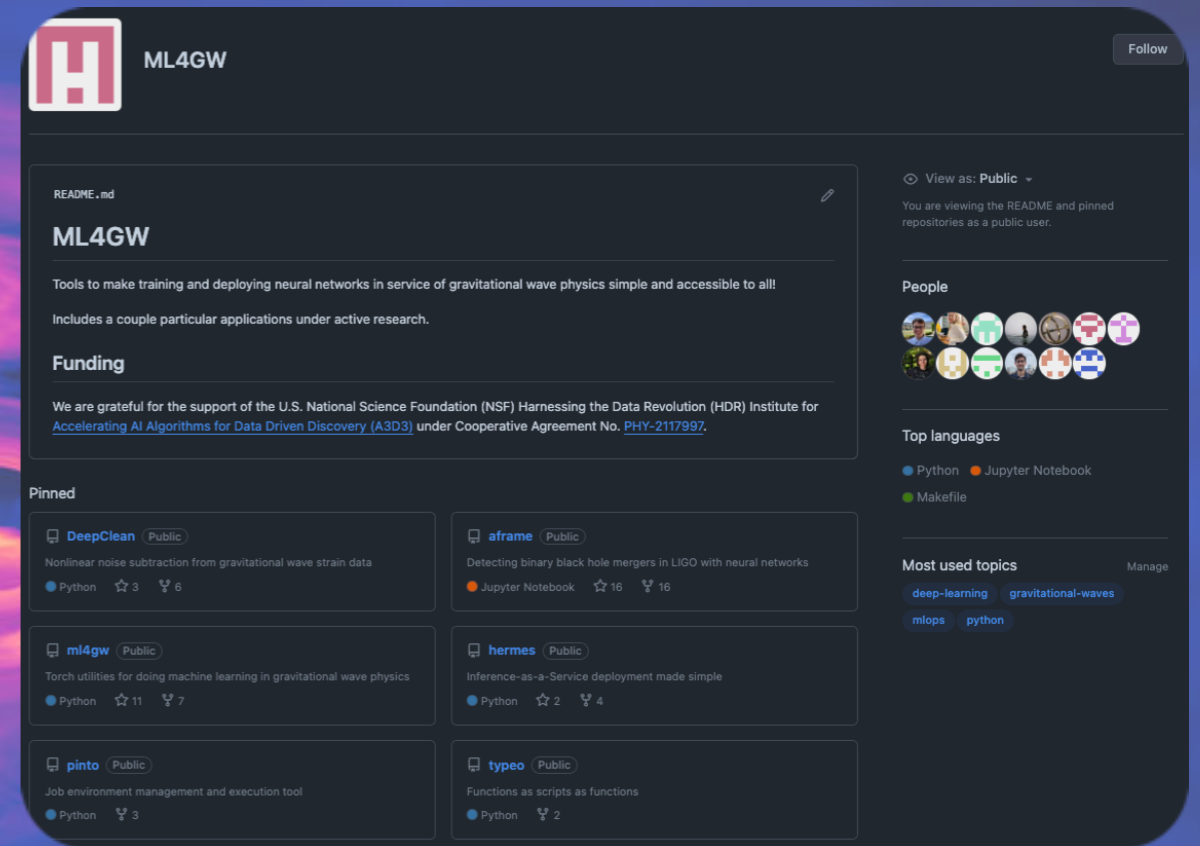 ML4GW
Follow
README.md
ML4GW
Tools to make training and deploying neural networks in service of gravitational wave physics simple and accessible to all!
Includes a couple particular applications under active research.
Funding
We are grateful for the support of the U.S. National Science Foundation (NSF) Harnessing the Data Revolution (HDR) Institute for
Accelerating AI Algorithms for Data Driven Discovery (A3D3) under Cooperative Agreement No. PHY-2117997.
Pinned
DeepClean Public
Nonlinear noise subtraction from gravitational wave strain data
Python 3 6
aframe Public
Detecting binary black hole mergers in LIGO with neural networks
Jupyter Notebook 16 16
ml4gw Public
Torch utilities for doing machine learning in gravitational wave physics
Python 11 7
hermes Public
Inference-as-a-Service deployment made simple
Python 2 4
pinto Public
Job environment management and execution tool
Python 3
typeo Public
Functions as scripts as functions
Python 2
View as: Public
You are viewing the README and pinned
repositories as a public user.
People
Top languages
Python Jupyter Notebook
Makefile
Most used topics Manage
deep-learning gravitational-waves
mlops python